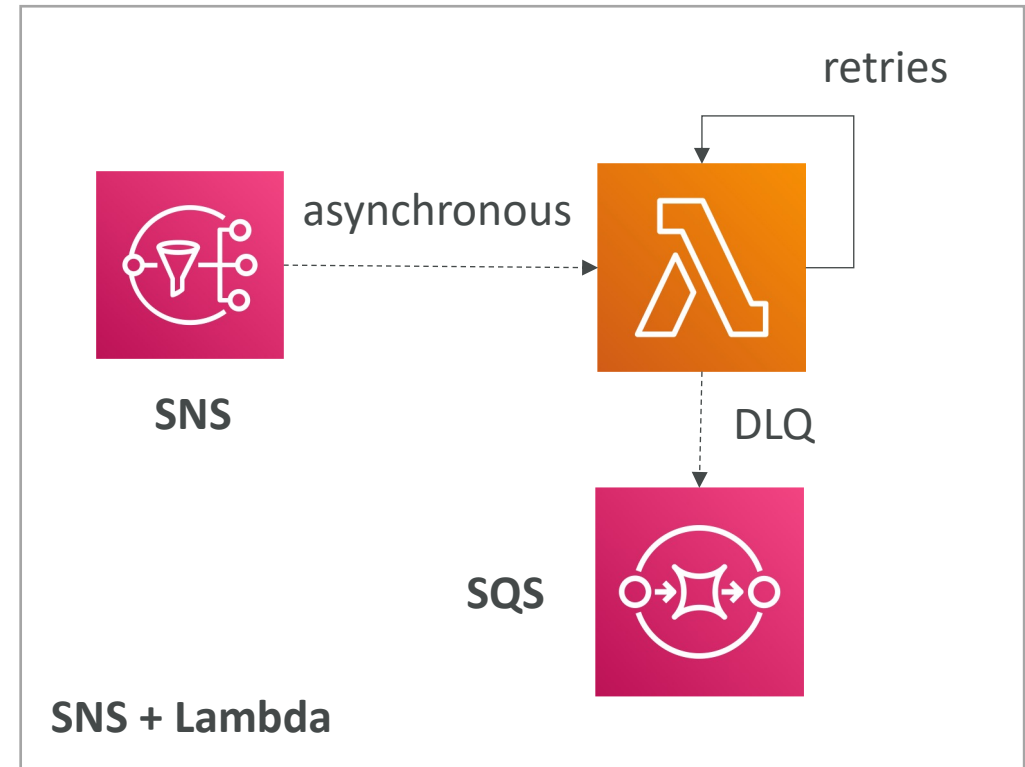 retries
asynchronous
SNS
DLQ
SQS
SNS + Lambda